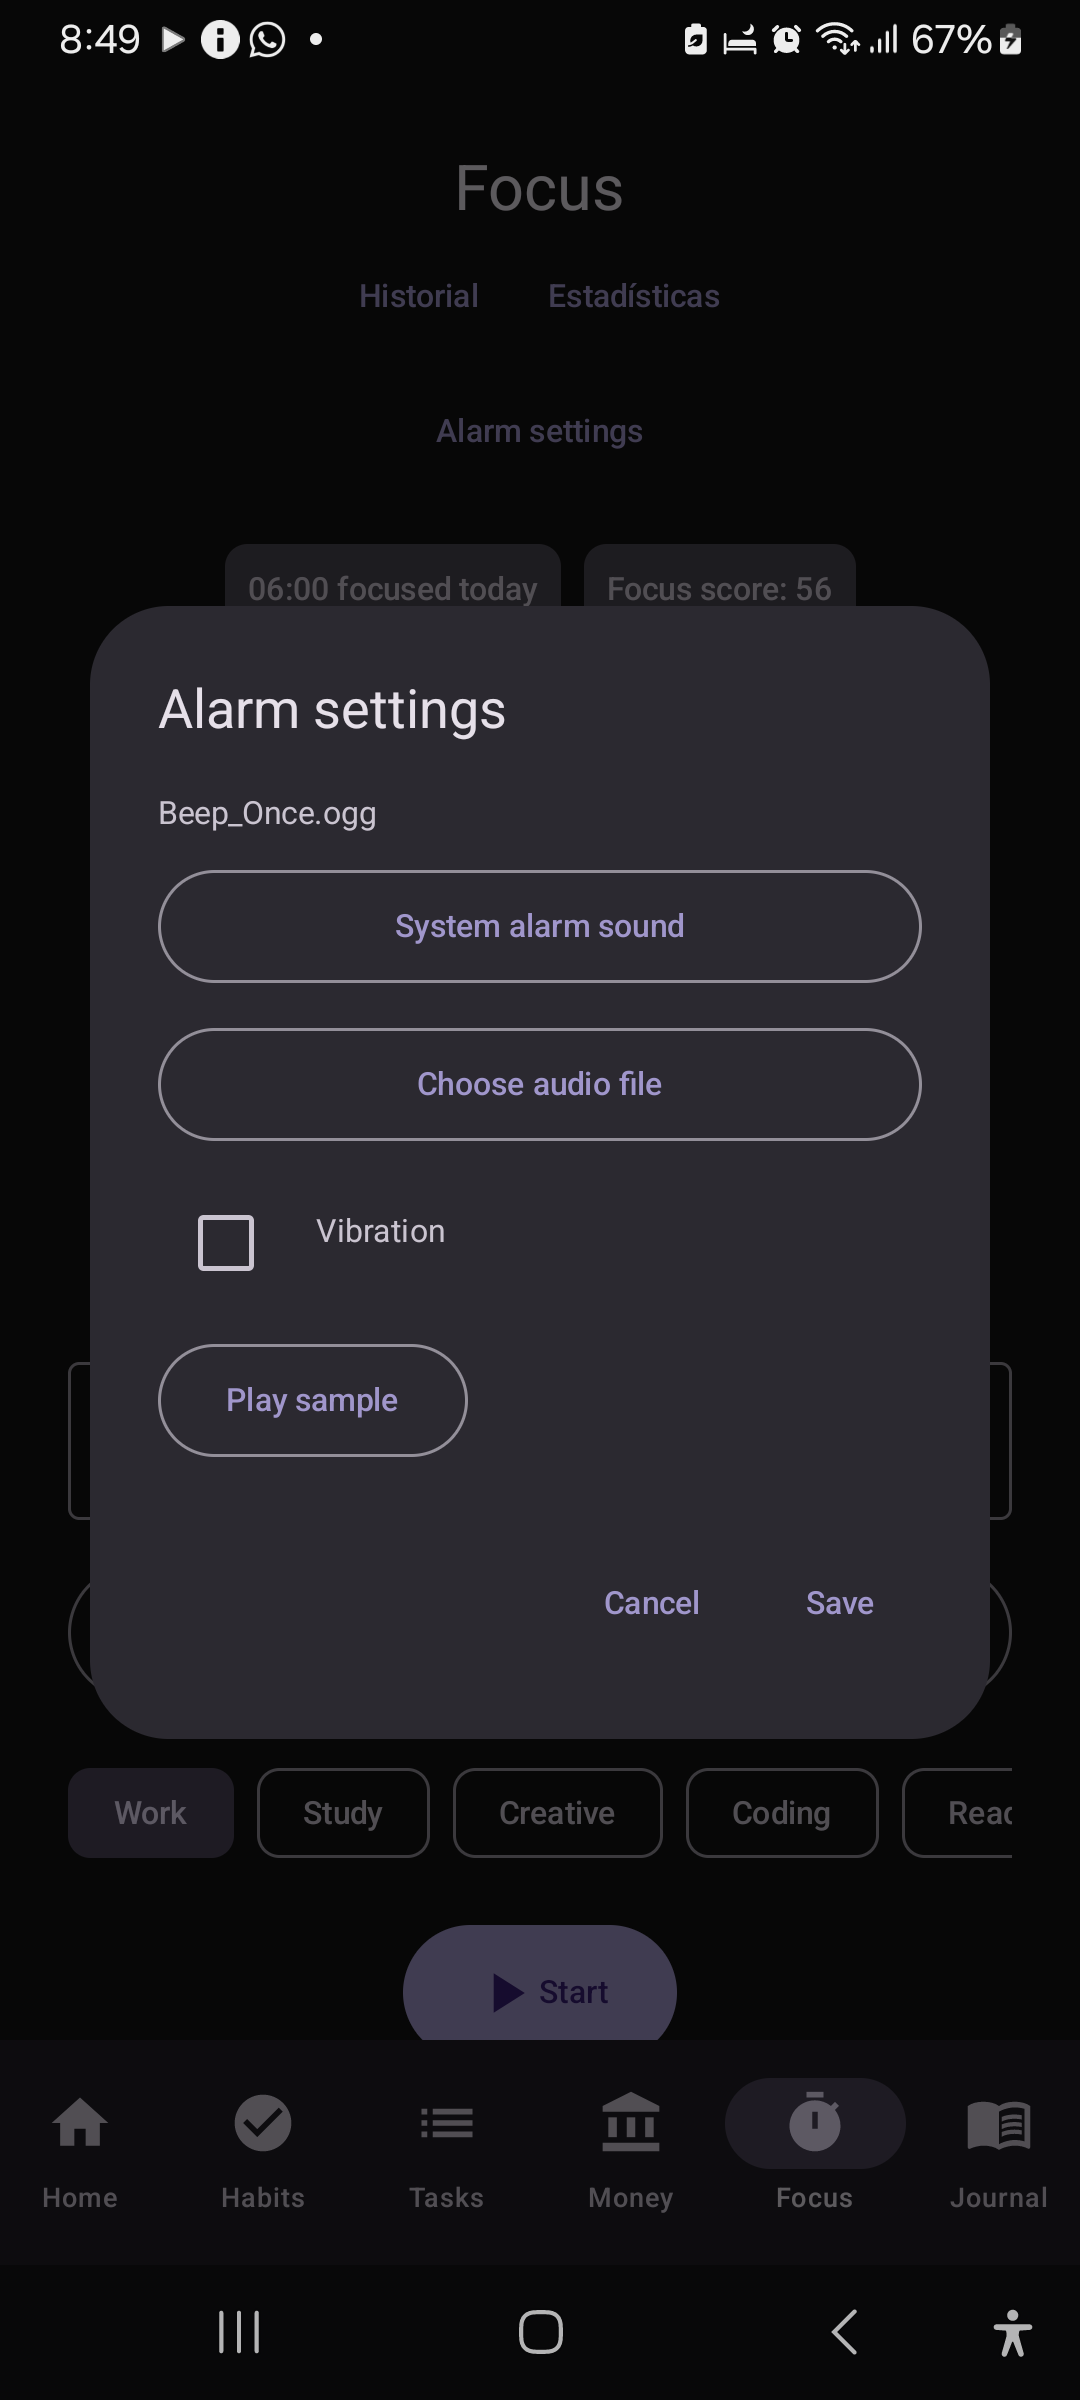 8:49
67%
Focus
Historial
Estadísticas
Alarm settings
06:00 focused today
Focus score: 56
Alarm settings
Beep_Once.ogg
System alarm sound
Choose audio file
Vibration
Play sample
Cancel
Save
Work
Study
Creative
Coding
Start
Home
Habits
Tasks
Money
Focus
Journal